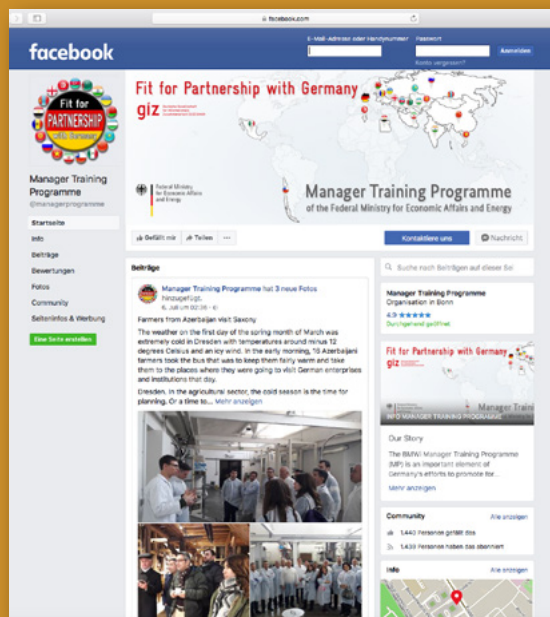 facebook.com
facebook
E-Mail-Adresse oder Handynummer
Passwort
Anmelden
Konto vergessen?
Fit for
PARTNERSHIP
with Germany
Fit for Partnership with Germany
giz
Federal Ministry
for Economic Affairs
and Energy
Manager Training Programme
of the Federal Ministry for Economic Affairs and Energy
Manager Training
Programme
@managerprogramme
Startseite
Info
Beiträge
Bewertungen
Fotos
Community
Seiteninfos & Werbung
Eine Seite erstellen
Gefällt mir
Teilen
Kontaktiere uns
Nachricht
Beiträge
Manager Training Programme hat 3 neue Fotos
hinzugefügt.
6. Juli um 02:36
Farmers from Azerbaijan visit Saxony
The weather on the first day of the spring month of March was
extremely cold in Dresden with temperatures around minus 12
degrees Celsius and an icy wind. In the early morning, 16 Azerbaijani
farmers took the bus that was to keep them fairly warm and take
them to the places where they were going to visit German enterprises
and institutions that day.
Dresden. In the agricultural sector, the cold season is the time for
planning. Or a time to... Mehr anzeigen
Suche nach Beiträgen auf dieser Sei
Manager Training Programme
Organisation in Bonn
4.9 ★★★★★
Durchgehend geöffnet
Fit for Partnership with Germany
giz
Manager Traini
INFO MANAGER TRAINING PROGRAMME
Our Story
The BMWi Manager Training Programme
(MP) is an important element of
Germany's efforts to promote for...
Mehr anzeigen
Community
Alle anzeigen
1.440 Personen gefällt das
1.439 Personen haben das abonniert
Info
Alle anzeigen